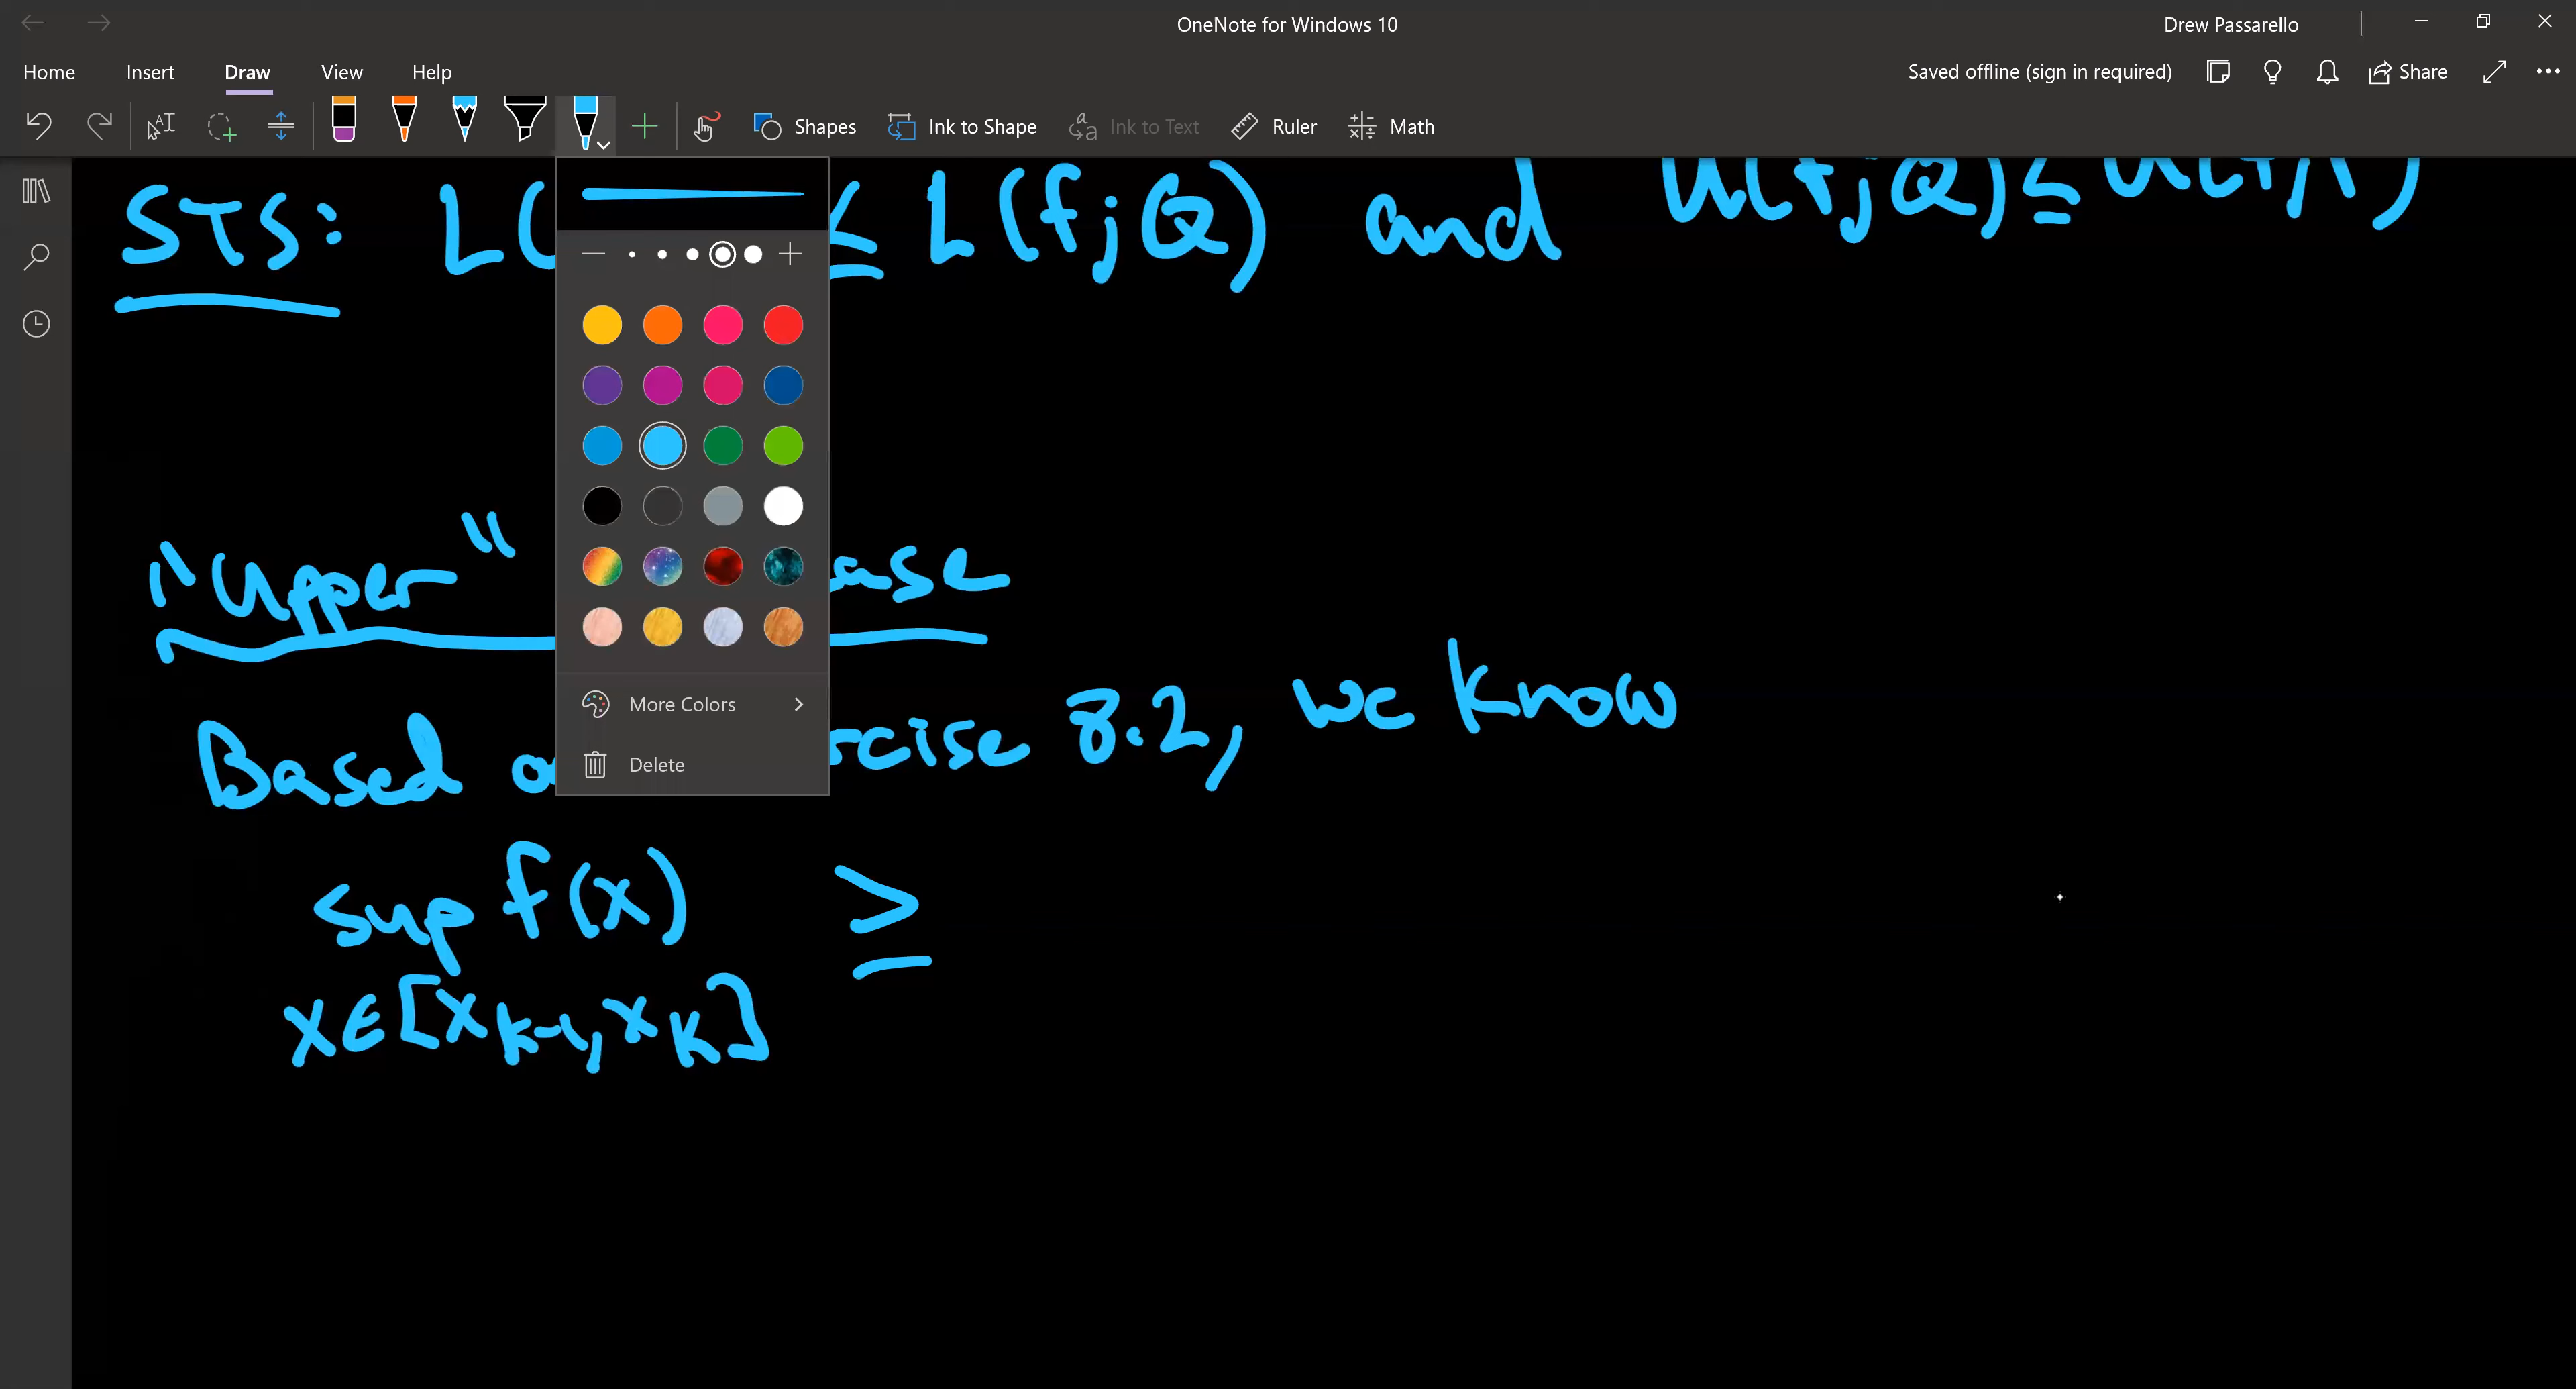 OneNote for Windows 10
Drew Passarello
Home Insert Draw View Help
Saved offline (sign in required) Share
Shapes Ink to Shape Ink to Text Ruler Math
STS: L( ≤ L(f;Q) and U(f;Q) ≤ U(f;P)
"Upper" ase
More Colors
Based o rcise 8.2, we know
Delete
sup f(x) ≥
x∈[x_{k-1}, x_k]